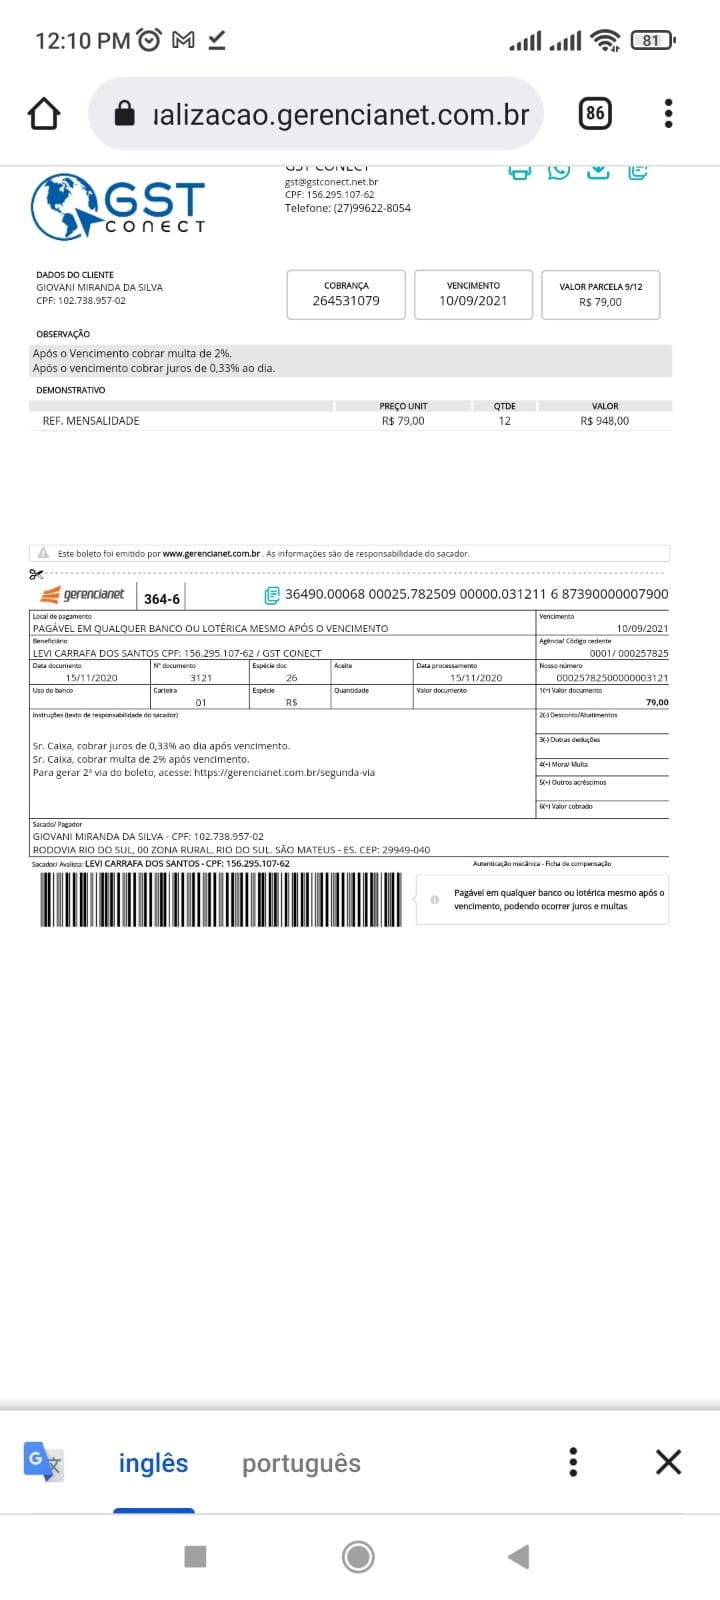 12:10 PM
81
ıalizacao.gerencianet.com.br
86
GST CONECT
GST
CONECT
gst@gstconect.net.br
CPF: 156.295.107-62
Telefone: (27)99622-8054
DADOS DO CLIENTE
GIOVANI MIRANDA DA SILVA
CPF: 102.738.957-02
COBRANÇA
264531079
VENCIMENTO
10/09/2021
VALOR PARCELA 9/12
R$ 79,00
OBSERVAÇÃO
Após o Vencimento cobrar multa de 2%.
Após o vencimento cobrar juros de 0,33% ao dia.
DEMONSTRATIVO
PREÇO UNIT QTDE VALOR
REF. MENSALIDADE R$ 79,00 12 R$ 948,00
Este boleto foi emitido por www.gerencianet.com.br . As informações são de responsabilidade do sacador.
gerencianet 364-6 36490.00068 00025.782509 00000.031211 6 87390000007900
Local de pagamento Vencimento
PAGÁVEL EM QUALQUER BANCO OU LOTÉRICA MESMO APÓS O VENCIMENTO 10/09/2021
Beneficiário Agência/ Código cedente
LEVI CARRAFA DOS SANTOS CPF: 156.295.107-62 / GST CONECT 0001/ 000257825
Data documento N° documento Espécie doc Aceite Data processamento Nosso número
15/11/2020 3121 26 15/11/2020 00025782500000003121
Uso do banco Carteira Espécie Quantidade Valor documento 1(=) Valor documento
01 R$ 79,00
Instruções (texto de responsabilidade do sacador) 2(-) Desconto/Abatimentos
3(-) Outras deduções
Sr. Caixa, cobrar juros de 0,33% ao dia após vencimento.
Sr. Caixa, cobrar multa de 2% após vencimento.
4(+) Mora/ Multa
Para gerar 2ª via do boleto, acesse: https://gerencianet.com.br/segunda-via
5(+) Outros acréscimos
6(=) Valor cobrado
Sacado/ Pagador
GIOVANI MIRANDA DA SILVA - CPF: 102.738.957-02
RODOVIA RIO DO SUL, 00 ZONA RURAL. RIO DO SUL. SÃO MATEUS - ES. CEP: 29949-040
Sacador/ Avalista: LEVI CARRAFA DOS SANTOS - CPF: 156.295.107-62 Autenticação mecânica - Ficha de compensação
Pagável em qualquer banco ou lotérica mesmo após o
vencimento, podendo ocorrer juros e multas
G 文
inglês português